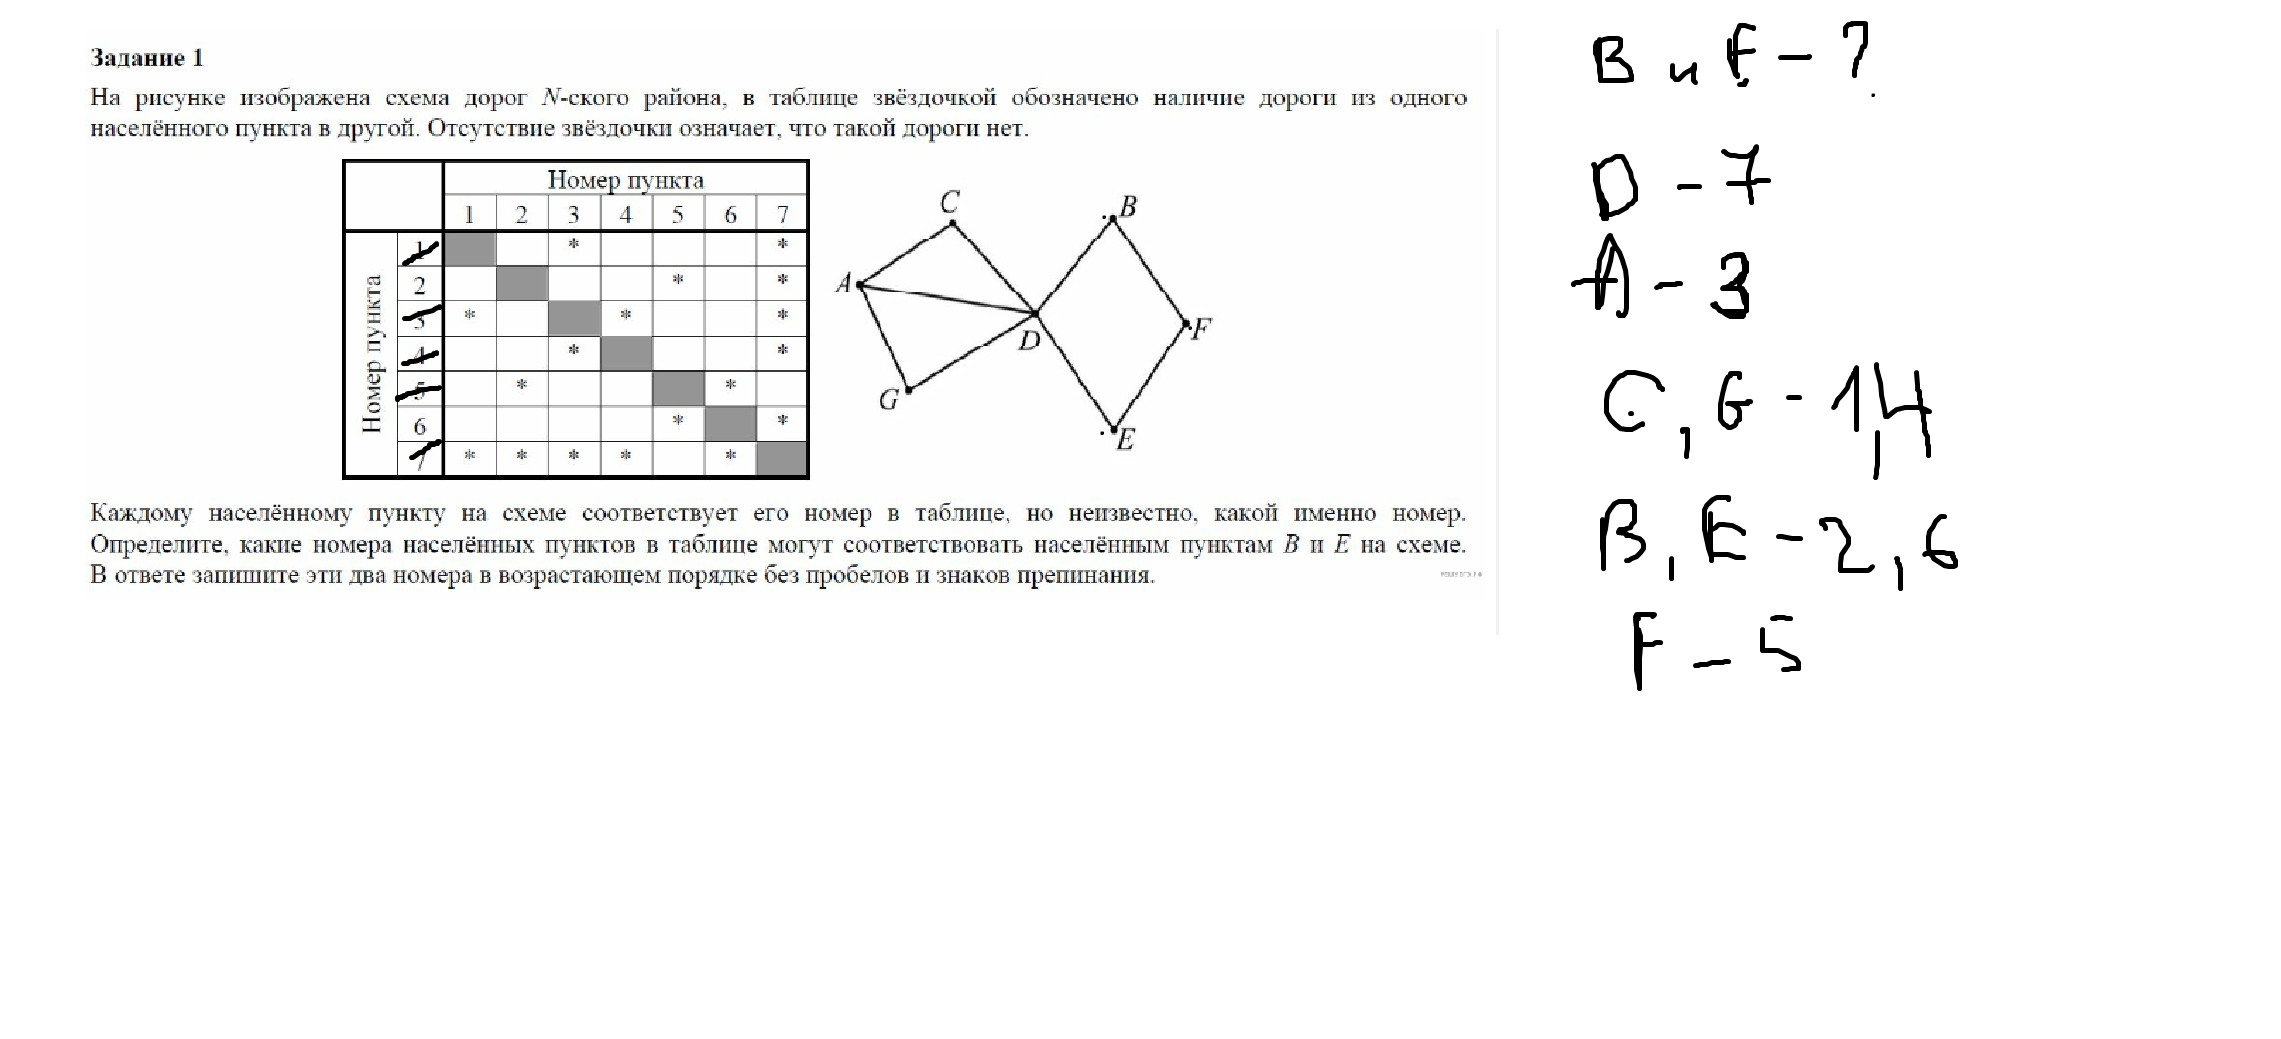 Задание 1
На рисунке изображена схема дорог N-ского района, в таблице звёздочкой обозначено наличие дороги из одного
населённого пункта в другой. Отсутствие звёздочки означает, что такой дороги нет.
Номер пункта
1 2 3 4 5 6 7
Номер пункта
1 * *
2 * *
3 * * *
4 * *
5 * *
6 * *
7 * * * * *
C
B
A
D
F
G
E
Каждому населённому пункту на схеме соответствует его номер в таблице, но неизвестно, какой именно номер.
Определите, какие номера населённых пунктов в таблице могут соответствовать населённым пунктам B и E на схеме.
В ответе запишите эти два номера в возрастающем порядке без пробелов и знаков препинания.
B и E - ?
D - 7
A - 3
C, G - 1,4
B, E - 2,6
F - 5